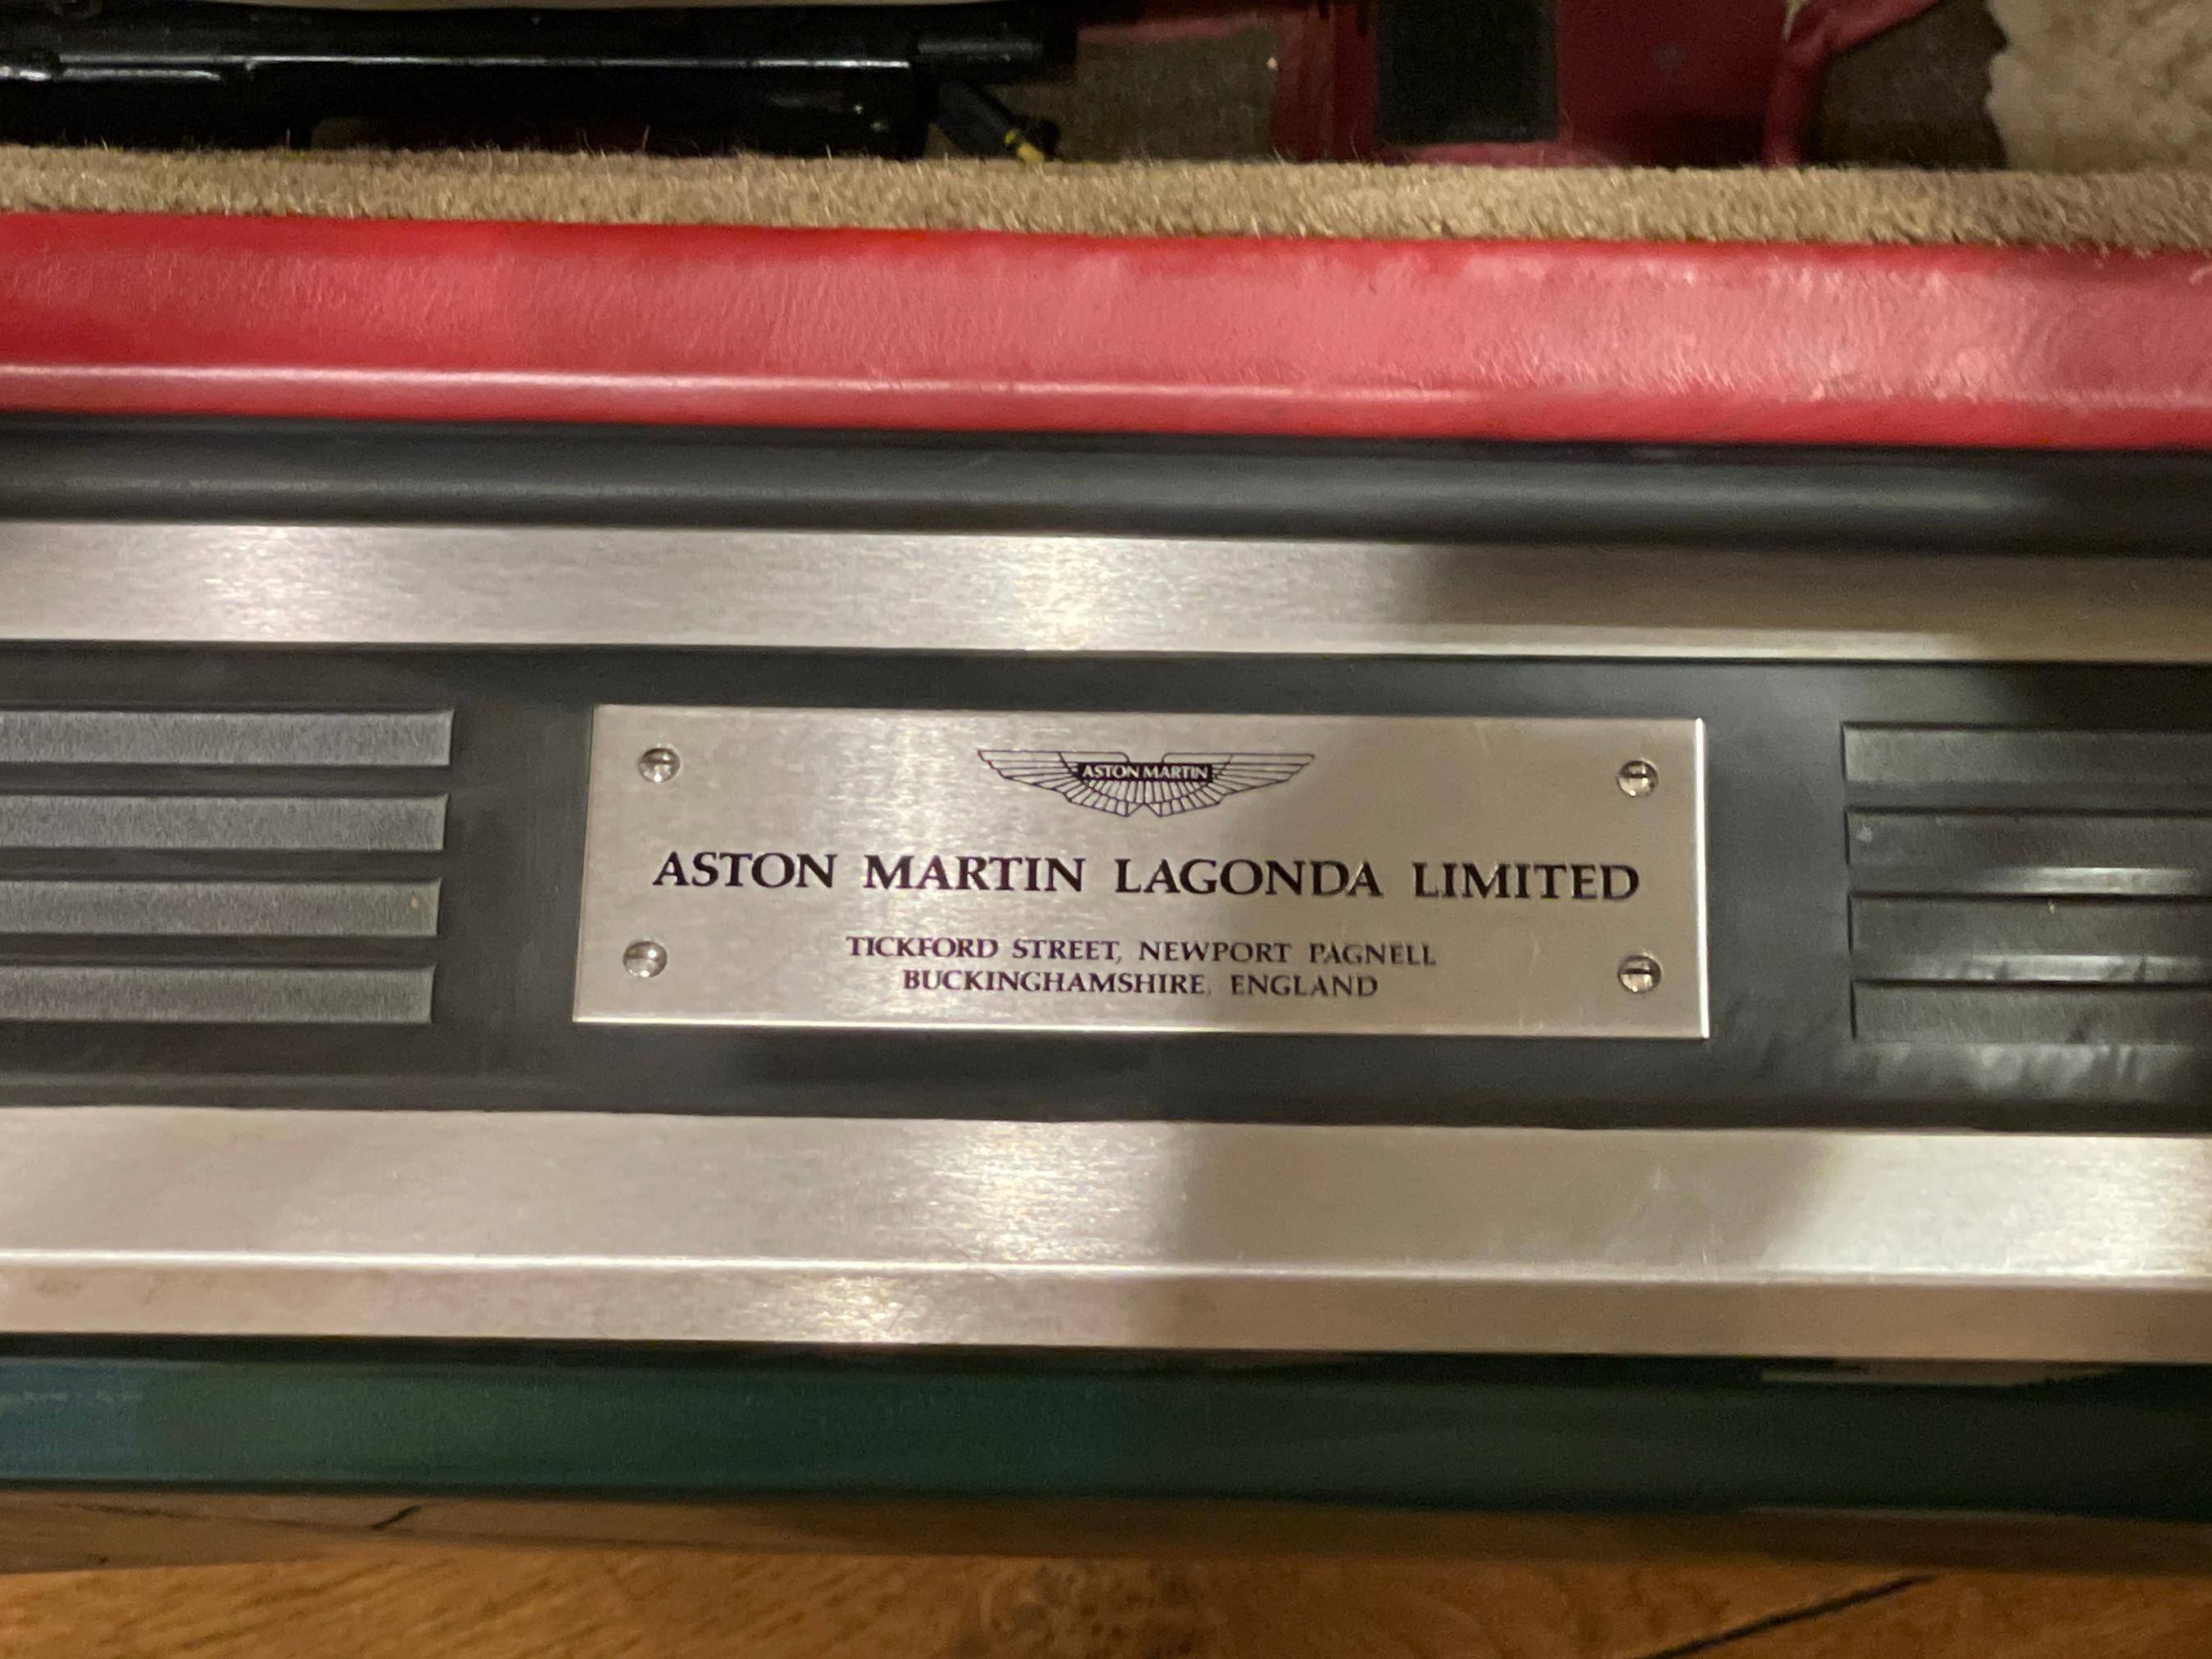 ASTON MARTIN
ASTON MARTIN LAGONDA LIMITED
TICKFORD STREET, NEWPORT PAGNELL
BUCKINGHAMSHIRE, ENGLAND